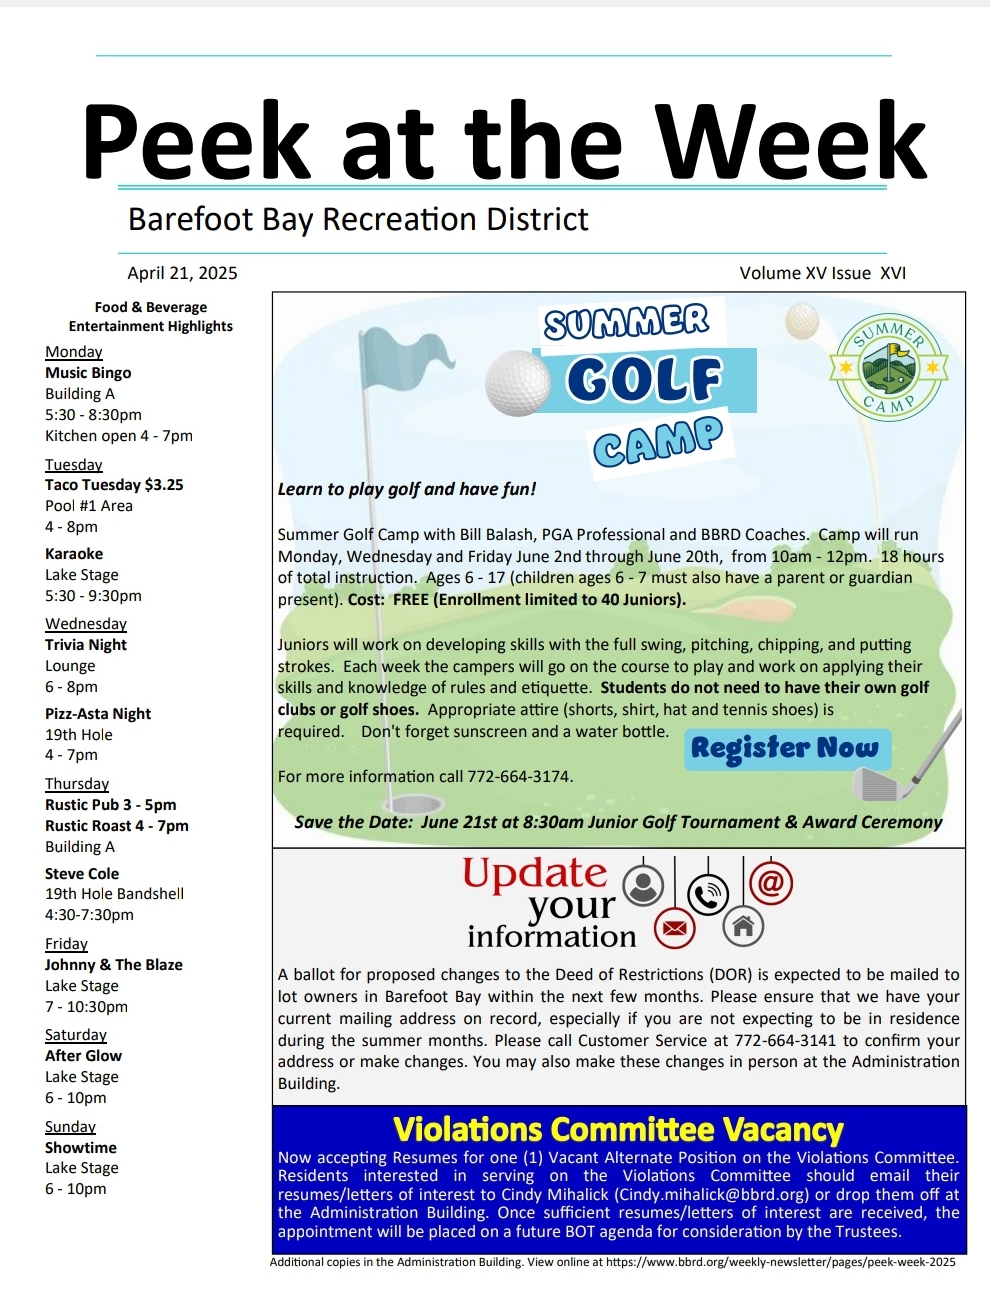 Peek at the Week
Barefoot Bay Recreation District
April 21, 2025
Volume XV Issue  XVI
Food & Beverage
Entertainment Highlights
Monday
Music Bingo
Building A
5:30 - 8:30pm
Kitchen open 4 - 7pm
Tuesday
Taco Tuesday $3.25
Pool #1 Area
4 - 8pm
Karaoke
Lake Stage
5:30 - 9:30pm
Wednesday
Trivia Night
Lounge
6 - 8pm
Pizz-Asta Night
19th Hole
4 - 7pm
Thursday
Rustic Pub 3 - 5pm
Rustic Roast 4 - 7pm
Building A
Steve Cole
19th Hole Bandshell
4:30-7:30pm
Friday
Johnny & The Blaze
Lake Stage
7 - 10:30pm
Saturday
After Glow
Lake Stage
6 - 10pm
Sunday
Showtime
Lake Stage
6 - 10pm
SUMMER
GOLF
CAMP
SUMMER
CAMP
Learn to play golf and have fun!
Summer Golf Camp with Bill Balash, PGA Professional and BBRD Coaches.  Camp will run
Monday, Wednesday and Friday June 2nd through June 20th,  from 10am - 12pm.  18 hours
of total instruction.  Ages 6 - 17 (children ages 6 - 7 must also have a parent or guardian
present). Cost:  FREE (Enrollment limited to 40 Juniors).
Juniors will work on developing skills with the full swing, pitching, chipping, and putting
strokes.  Each week the campers will go on the course to play and work on applying their
skills and knowledge of rules and etiquette.  Students do not need to have their own golf
clubs or golf shoes.  Appropriate attire (shorts, shirt, hat and tennis shoes) is
required.   Don't forget sunscreen and a water bottle.
Register Now
For more information call 772-664-3174.
Save the Date:  June 21st at 8:30am Junior Golf Tournament & Award Ceremony
Update
your
information
@
A ballot for proposed changes to the Deed of Restrictions (DOR) is expected to be mailed to
lot owners in Barefoot Bay within the next few months. Please ensure that we have your
current mailing address on record, especially if you are not expecting to be in residence
during the summer months. Please call Customer Service at 772-664-3141 to confirm your
address or make changes. You may also make these changes in person at the Administration
Building.
Violations Committee Vacancy
Now accepting Resumes for one (1) Vacant Alternate Position on the Violations Committee.
Residents interested in serving on the Violations Committee should email their
resumes/letters of interest to Cindy Mihalick (Cindy.mihalick@bbrd.org) or drop them off at
the Administration Building. Once sufficient resumes/letters of interest are received, the
appointment will be placed on a future BOT agenda for consideration by the Trustees.
Additional copies in the Administration Building. View online at https://www.bbrd.org/weekly-newsletter/pages/peek-week-2025